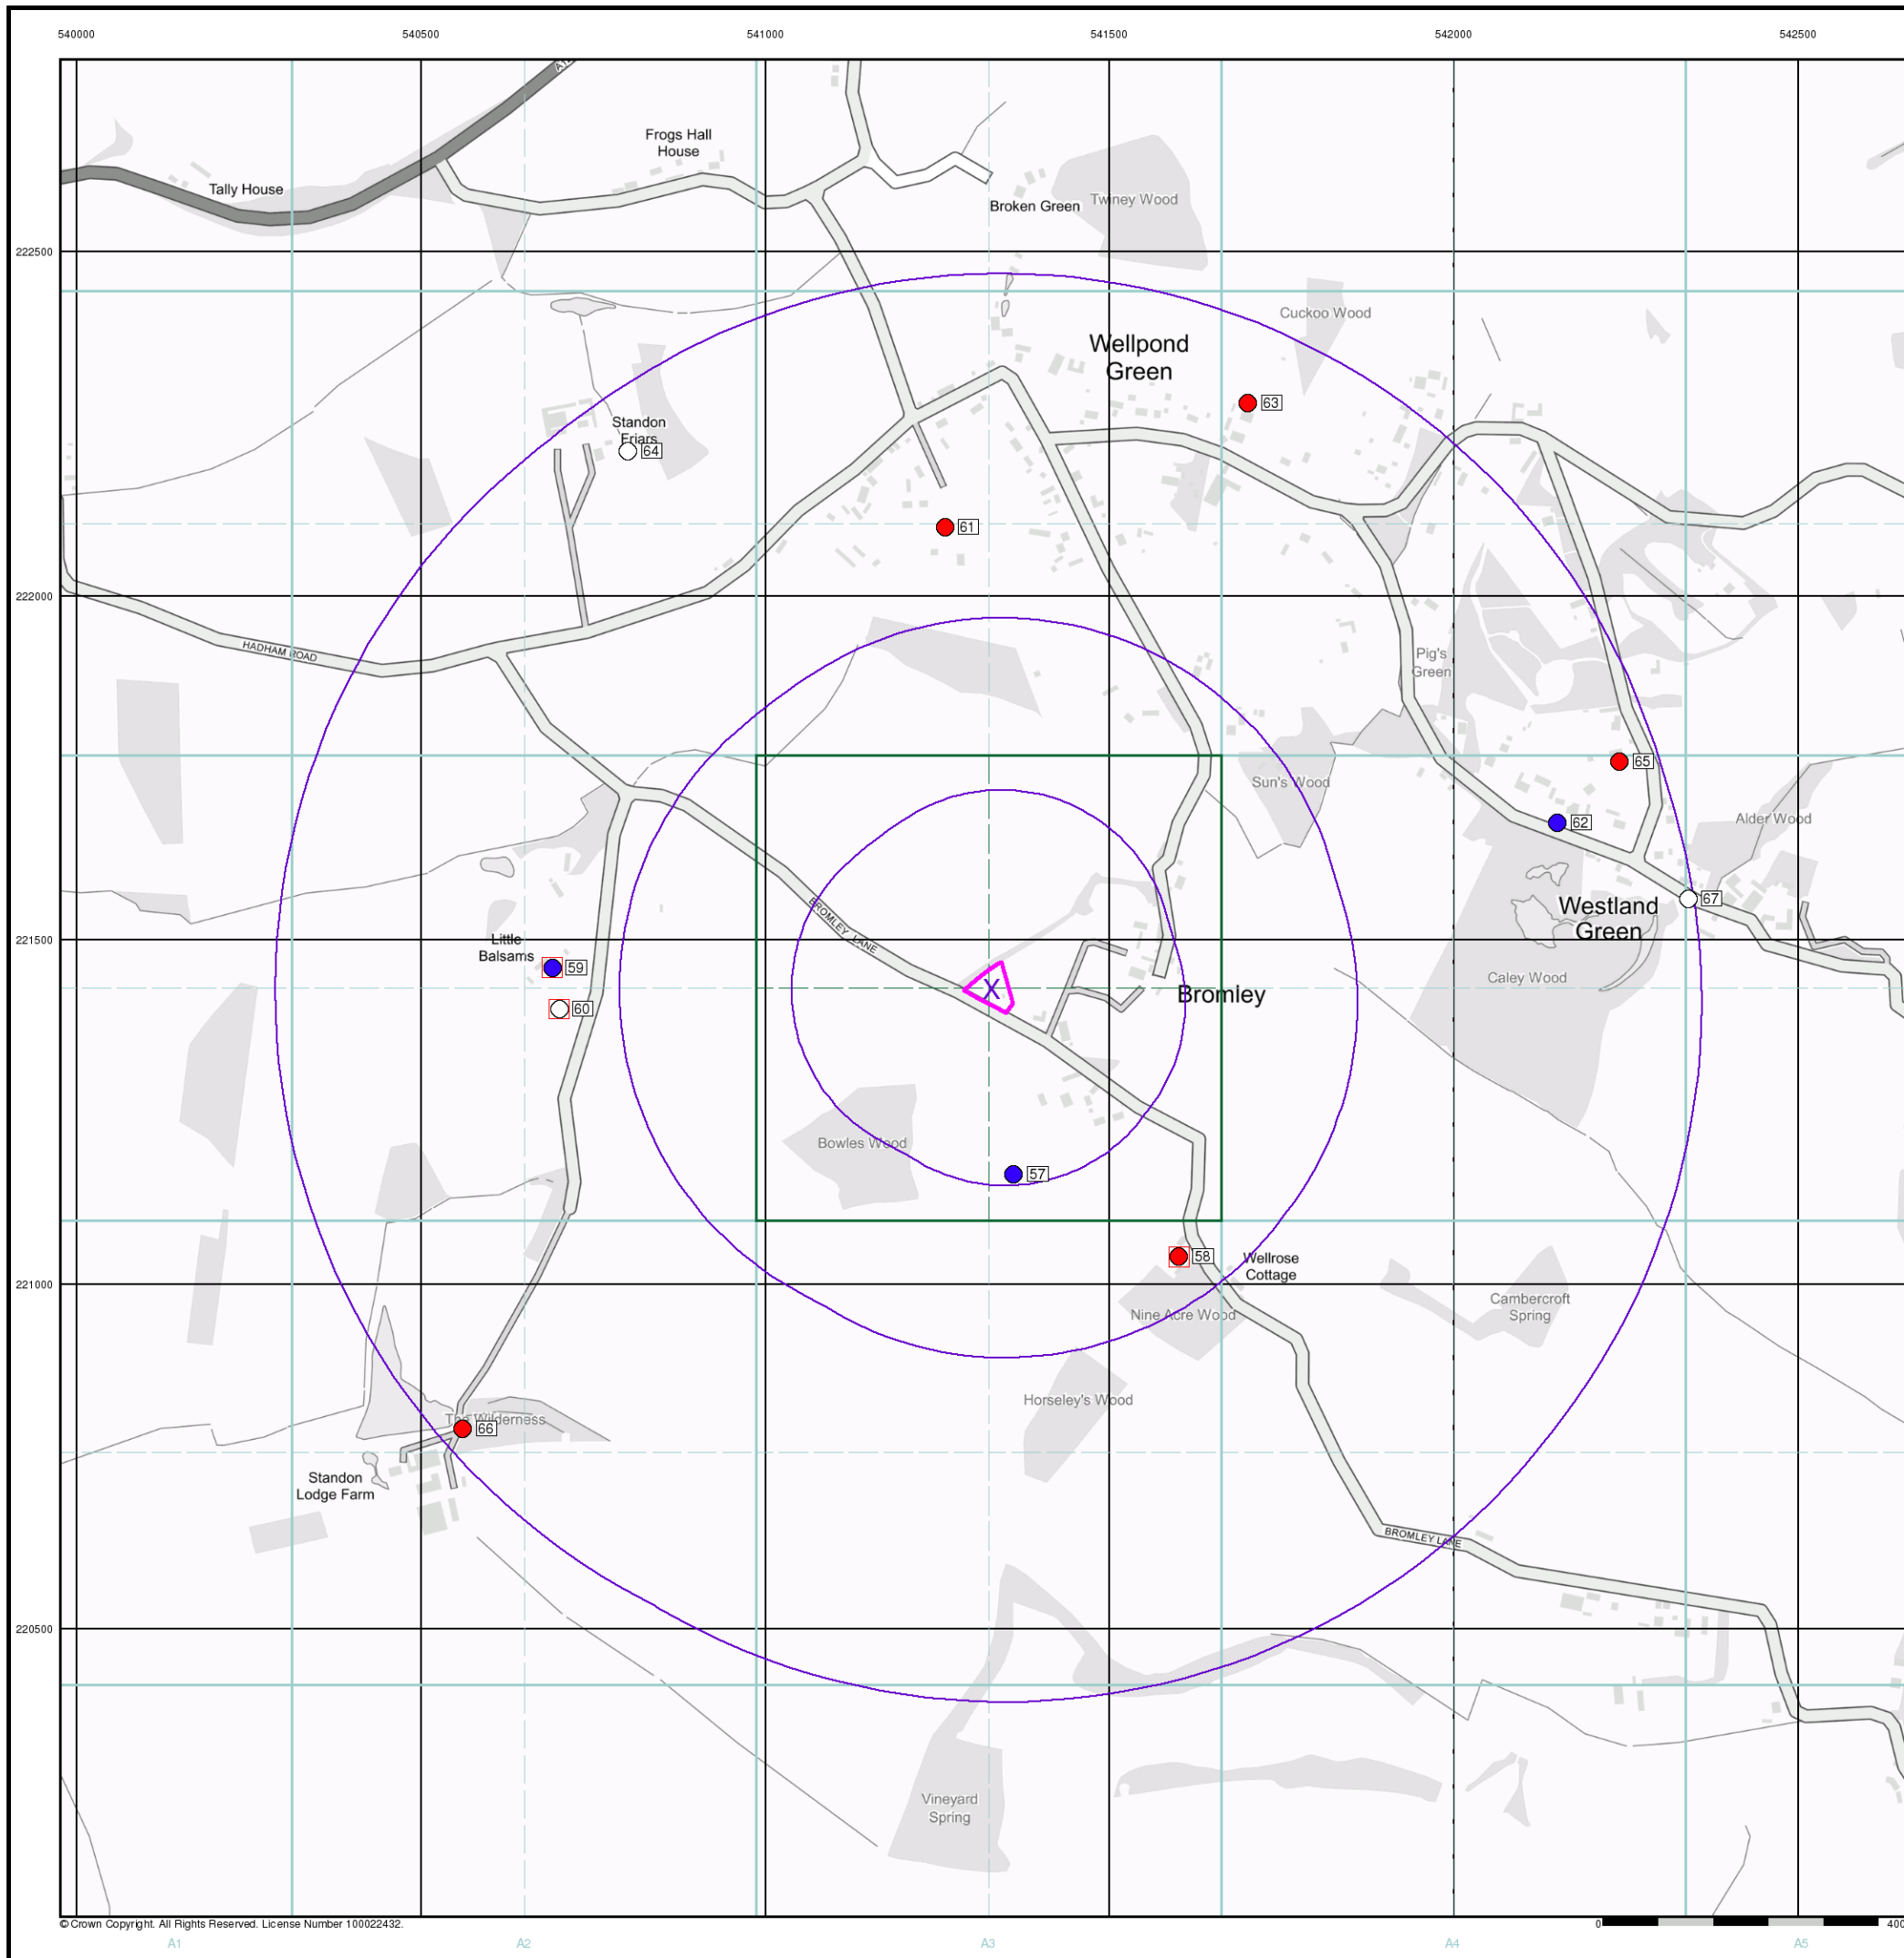 540000 540500 541000 541500 542000 542500
Frogs Hall
House
Tally House
Broken Green
Twiney Wood
222500
Cuckoo Wood
Wellpond
Green
63
Standon
Friars
64
61
222000
HADHAM ROAD
Pig's
Green
65
Sun's Wood
62
Alder Wood
67
BROMLEY LANE
Westland
Green
221500
Little
Balsams
59
Caley Wood
X
Bromley
60
Bowles Wood
57
58
Wellrose
Cottage
221000
Cambercroft
Spring
Nine Acre Wood
Horseley's Wood
The Wilderness
66
Standon
Lodge Farm
BROMLEY LANE
220500
Vineyard
Spring
© Crown Copyright. All Rights Reserved. License Number 100022432.
0 400
A1 A2 A3 A4 A5